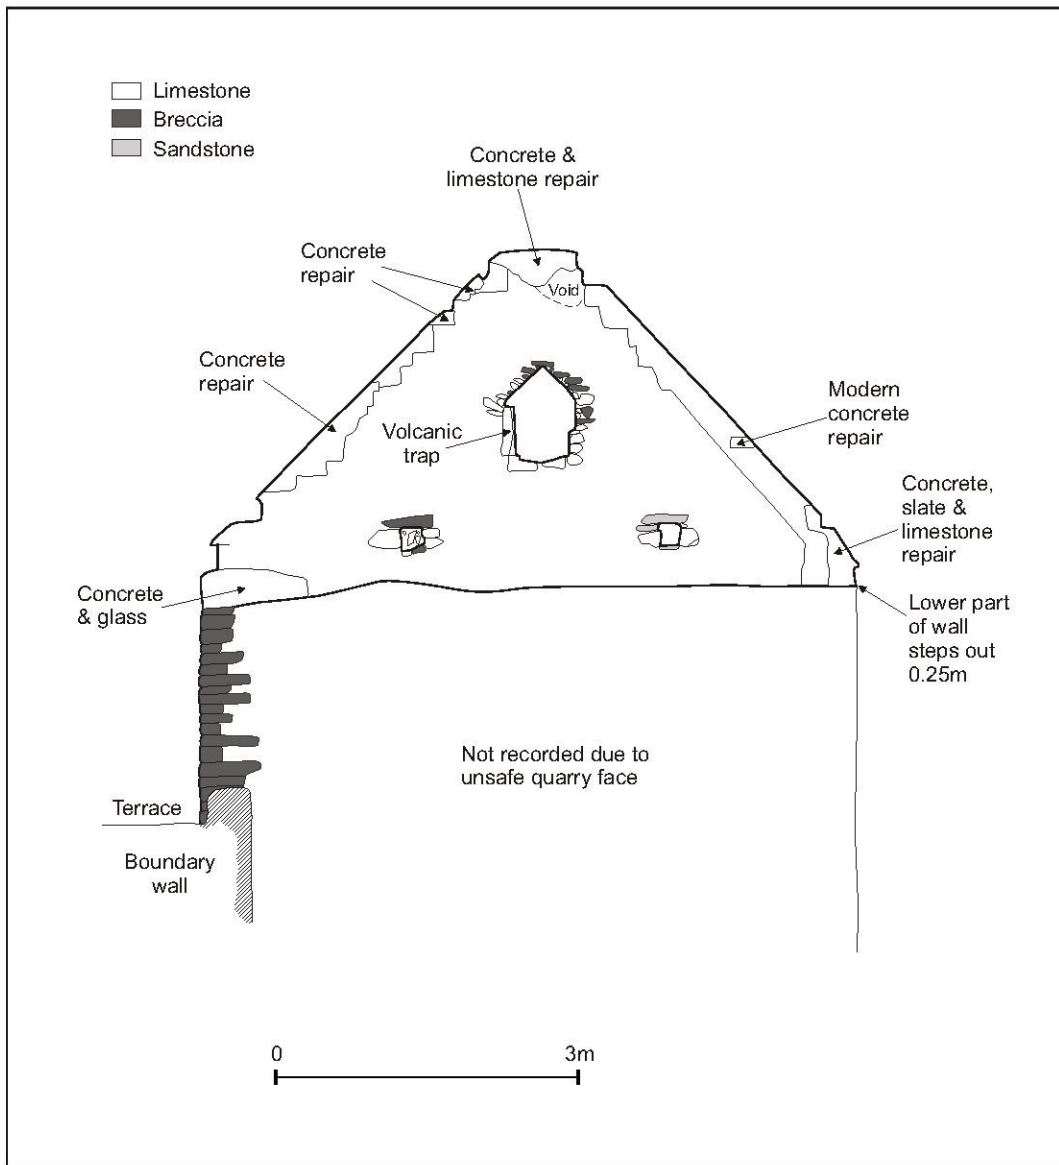 Limestone
Breccia
Sandstone
Concrete &
limestone repair
Concrete
repair
Void
Concrete
repair
Volcanic
trap
Modern
concrete
repair
Concrete,
slate &
limestone
repair
Concrete
& glass
Lower part
of wall
steps out
0.25m
Not recorded due to
unsafe quarry face
Terrace
Boundary
wall
0
3m